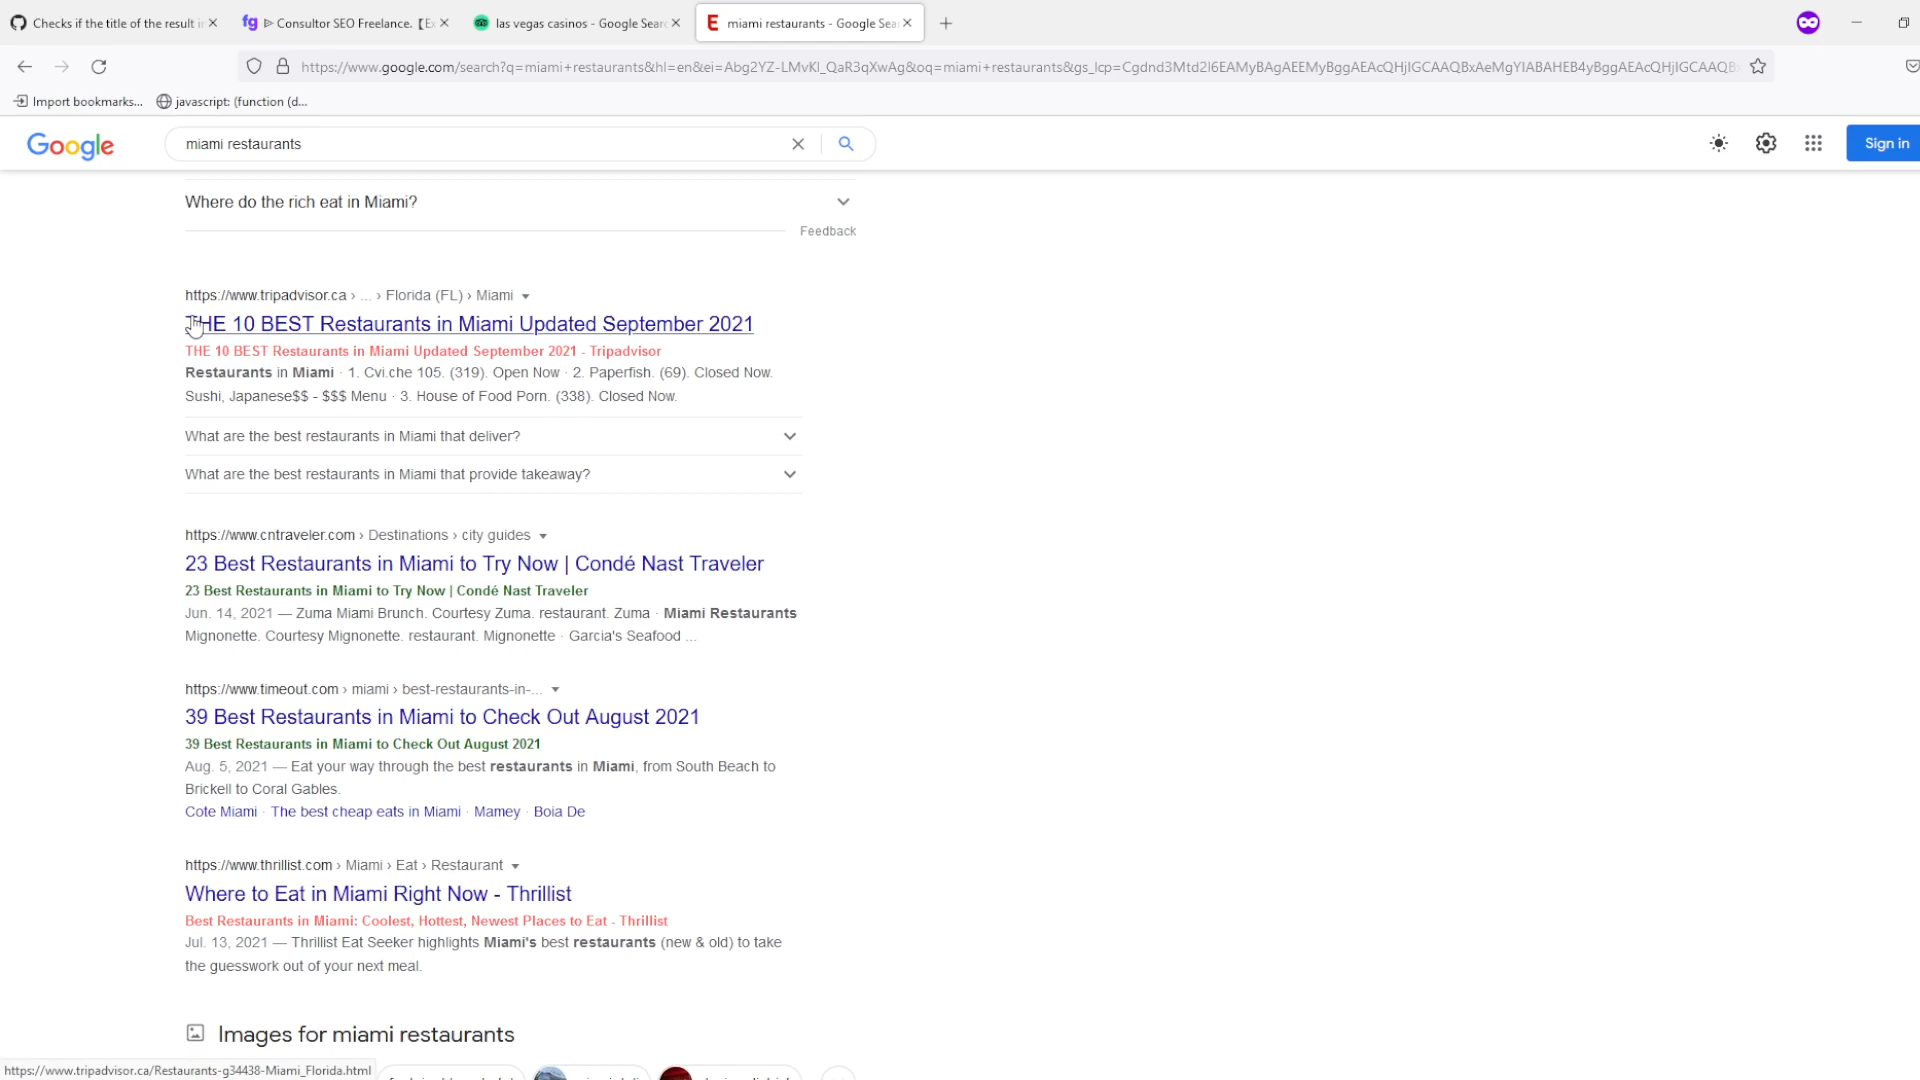 Checks if the title of the result i
fg ⊳ Consultor SEO Freelance. 【Ex
las vegas casinos - Google Sear
E miami restaurants - Google Sea
https://www.google.com/search?q=miami+restaurants&hl=en&ei=Abg2YZ-LMvKl_QaR3qXwAg&oq=miami+restaurants&gs_lcp=Cgdnd3Mtd2l6EAMyBAgAEEMyBggAEAcQHjIGCAAQBxAeMgYIABAHEB4yBggAEAcQHjIGCAAQB
Import bookmarks...
javascript: (function (d...
Google
miami restaurants
Sign in
Where do the rich eat in Miami?
Feedback
https://www.tripadvisor.ca › ... › Florida (FL) › Miami
THE 10 BEST Restaurants in Miami Updated September 2021
THE 10 BEST Restaurants in Miami Updated September 2021 - Tripadvisor
Restaurants in Miami · 1. Cvi.che 105. (319). Open Now · 2. Paperfish. (69). Closed Now.
Sushi, Japanese$$ - $$$ Menu · 3. House of Food Porn. (338). Closed Now.
What are the best restaurants in Miami that deliver?
What are the best restaurants in Miami that provide takeaway?
https://www.cntraveler.com › Destinations › city guides
23 Best Restaurants in Miami to Try Now | Condé Nast Traveler
23 Best Restaurants in Miami to Try Now | Condé Nast Traveler
Jun. 14, 2021 — Zuma Miami Brunch. Courtesy Zuma. restaurant. Zuma · Miami Restaurants
Mignonette. Courtesy Mignonette. restaurant. Mignonette · Garcia's Seafood ...
https://www.timeout.com › miami › best-restaurants-in-...
39 Best Restaurants in Miami to Check Out August 2021
39 Best Restaurants in Miami to Check Out August 2021
Aug. 5, 2021 — Eat your way through the best restaurants in Miami, from South Beach to
Brickell to Coral Gables.
Cote Miami · The best cheap eats in Miami · Mamey · Boia De
https://www.thrillist.com › Miami › Eat › Restaurant
Where to Eat in Miami Right Now - Thrillist
Best Restaurants in Miami: Coolest, Hottest, Newest Places to Eat - Thrillist
Jul. 13, 2021 — Thrillist Eat Seeker highlights Miami's best restaurants (new & old) to take
the guesswork out of your next meal.
Images for miami restaurants
https://www.tripadvisor.ca/Restaurants-g34438-Miami_Florida.html